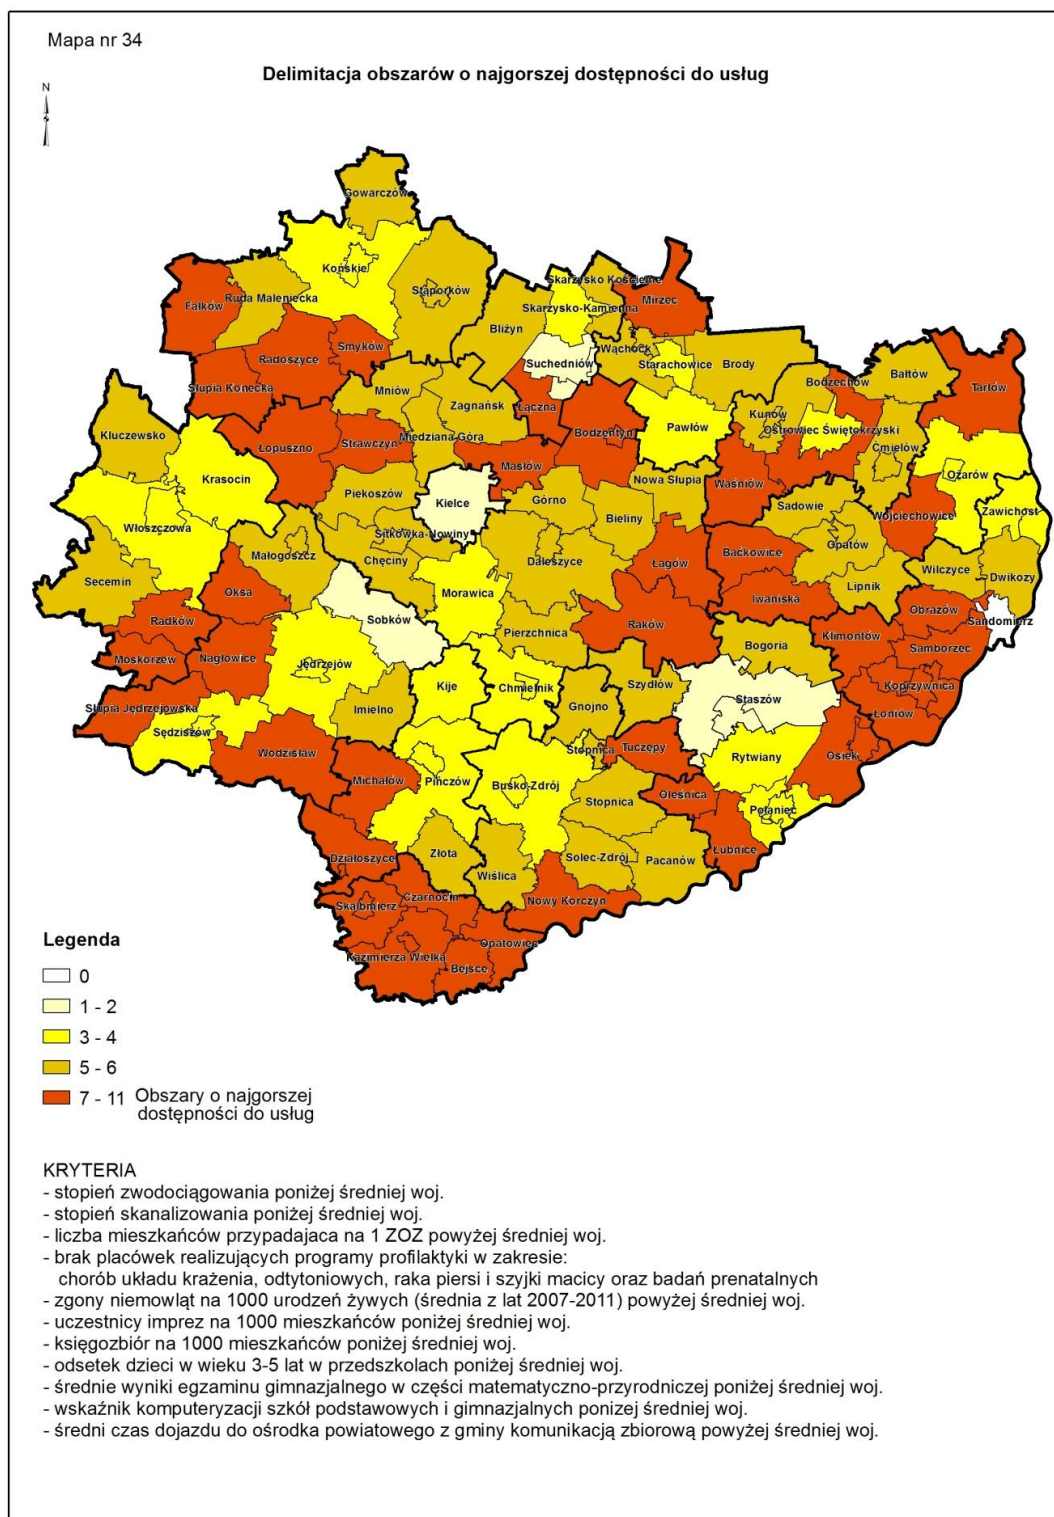 Mapa nr 34
Delimitacja obszarów o najgorszej dostępności do usług
N
Gowarczów
Końskie
Stąporków
Ruda Maleniecka
Fałków
Radoszyce
Smyków
Słupia Konecka
Skarżysko Kościelne
Skarżysko-Kamienna
Mirzec
Bliżyn
Suchedniów
Wąchock
Starachowice
Brody
Łączna
Mniów
Zagnańsk
Miedziana Góra
Bodzentyn
Pawłów
Kunów
Bodzechów
Bałtów
Tarłów
Ostrowiec Świętokrzyski
Ćmielów
Ożarów
Zawichost
Kluczewsko
Krasocin
Łopuszno
Strawczyn
Masłów
Piekoszów
Kielce
Górno
Bieliny
Nowa Słupia
Waśniów
Sadowie
Wojciechowice
Włoszczowa
Małogoszcz
Sitkówka-Nowiny
Chęciny
Daleszyce
Łagów
Baćkowice
Opatów
Lipnik
Wilczyce
Dwikozy
Secemin
Oksa
Morawica
Iwaniska
Obrazów
Sandomierz
Radków
Sobków
Pierzchnica
Raków
Klimontów
Samborzec
Moskorzew
Nagłowice
Jędrzejów
Kije
Chmielnik
Szydłów
Bogoria
Koprzywnica
Słupia Jędrzejowska
Imielno
Gnojno
Staszów
Łoniów
Sędziszów
Wodzisław
Stopnica
Tuczępy
Rytwiany
Osiek
Michałów
Pińczów
Busko-Zdrój
Stopnica
Oleśnica
Połaniec
Działoszyce
Złota
Wiślica
Solec-Zdrój
Pacanów
Łubnice
Czarnocin
Skalbmierz
Nowy Korczyn
Kazimierza Wielka
Opatowiec
Bejsce
Legenda
0
1 - 2
3 - 4
5 - 6
7 - 11 Obszary o najgorszej
dostępności do usług
KRYTERIA
- stopień zwodociągowania poniżej średniej woj.
- stopień skanalizowania poniżej średniej woj.
- liczba mieszkańców przypadajaca na 1 ZOZ powyżej średniej woj.
- brak placówek realizujących programy profilaktyki w zakresie:
chorób układu krażenia, odtytoniowych, raka piersi i szyjki macicy oraz badań prenatalnych
- zgony niemowląt na 1000 urodzeń żywych (średnia z lat 2007-2011) powyżej średniej woj.
- uczestnicy imprez na 1000 mieszkańców poniżej średniej woj.
- księgozbiór na 1000 mieszkańców poniżej średniej woj.
- odsetek dzieci w wieku 3-5 lat w przedszkolach poniżej średniej woj.
- średnie wyniki egzaminu gimnazjalnego w części matematyczno-przyrodniczej poniżej średniej woj.
- wskaźnik komputeryzacji szkół podstawowych i gimnazjalnych ponizej średniej woj.
- średni czas dojazdu do ośrodka powiatowego z gminy komunikacją zbiorową powyżej średniej woj.